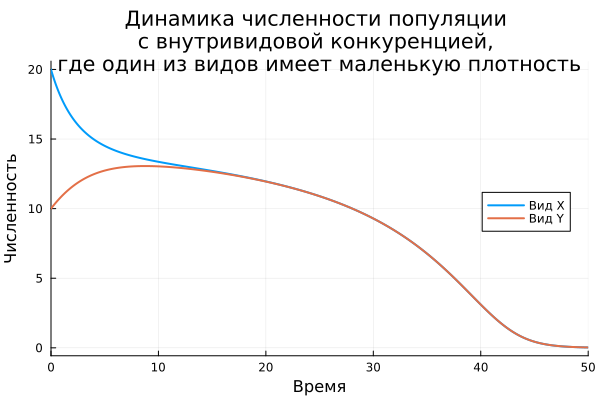 Динамика численности популяции
с внутривидовой конкуренцией,
где один из видов имеет маленькую плотность
20
15
10
5
0
Численность
Вид X
Вид Y
0 10 20 30 40 50
Время